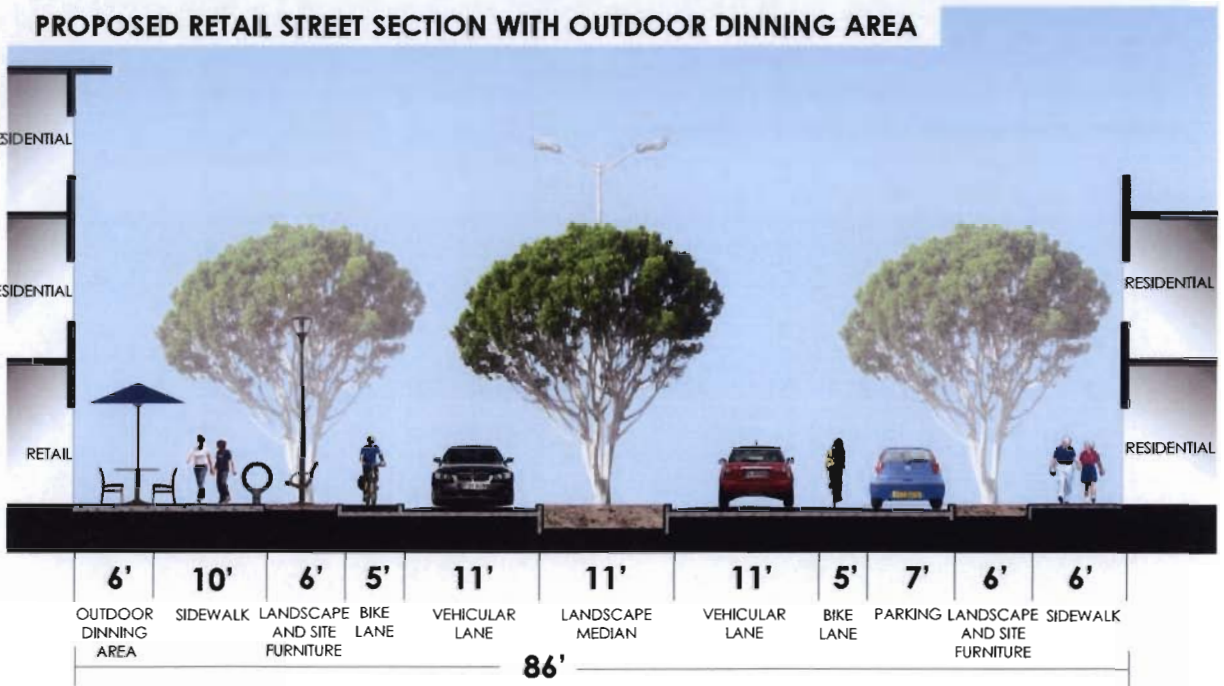 PROPOSED RETAIL STREET SECTION WITH OUTDOOR DINNING AREA
SIDENTIAL
SIDENTIAL
RETAIL
RESIDENTIAL
RESIDENTIAL
6' 10' 6' 5' 11' 11' 11' 5' 7' 6' 6'
OUTDOOR
DINNING
AREA
SIDEWALK
LANDSCAPE
AND SITE
FURNITURE
BIKE
LANE
VEHICULAR
LANE
LANDSCAPE
MEDIAN
VEHICULAR
LANE
BIKE
LANE
PARKING
LANDSCAPE
AND SITE
FURNITURE
SIDEWALK
86'